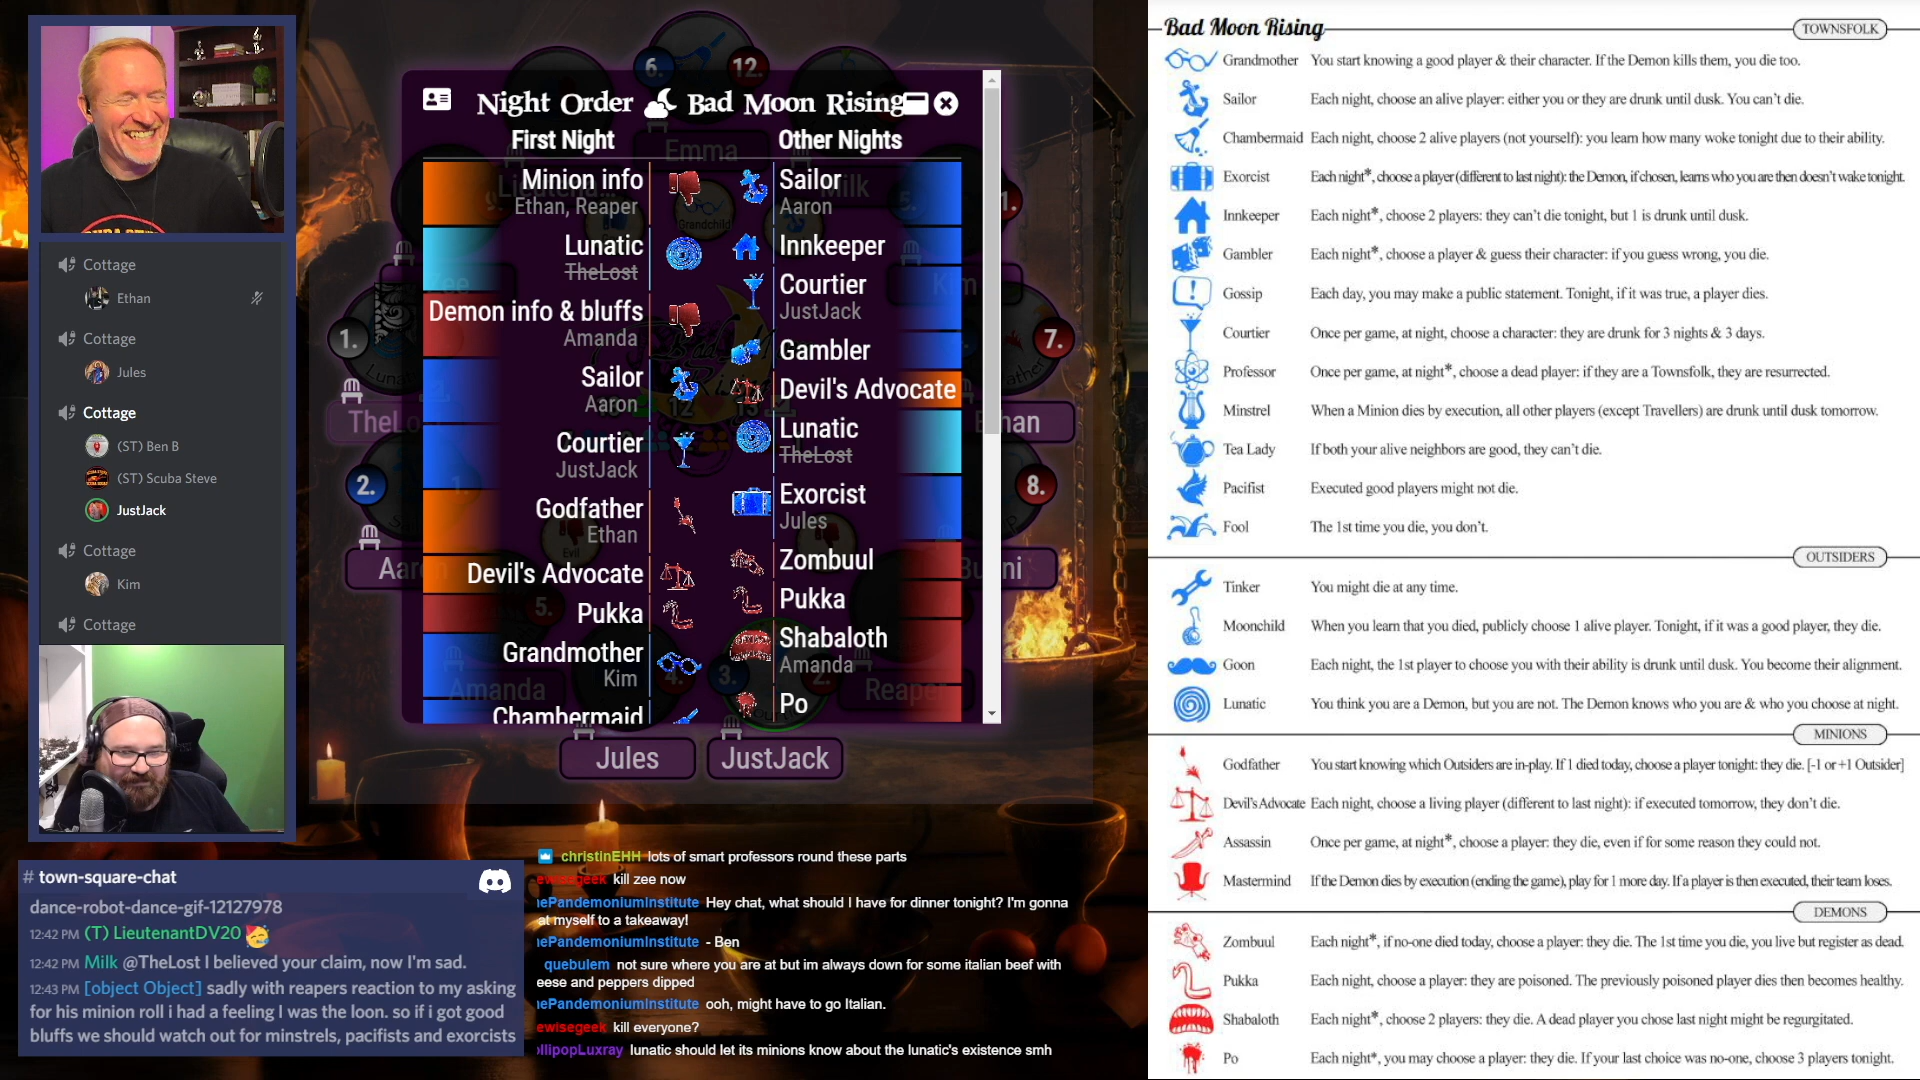 Cottage
Ethan
Cottage
Jules
Cottage
(ST) Ben B
(ST) Scuba Steve
JustJack
Cottage
Kim
Cottage
# town-square-chat
dance-robot-dance-gif-12127978
12:42 PM (T) LieutenantDV20
12:42 PM Milk @TheLost I believed your claim, now I'm sad.
12:43 PM [object Object] sadly with reapers reaction to my asking
for his minion roll i had a feeling I was the loon. so if i got good
bluffs we should watch out for minstrels, pacifists and exorcists
6.
12.
Night Order Bad Moon Rising
First Night
Other Nights
Emma
Minion info
Ethan, Reaper
Lunatic
TheLost
Demon info & bluffs
Amanda
Sailor
Aaron
Courtier
JustJack
Godfather
Ethan
Devil's Advocate
Pukka
Grandmother
Kim
Chambermaid
Sailor
Aaron
Innkeeper
Courtier
JustJack
Gambler
Devil's Advocate
Lunatic
TheLost
Exorcist
Jules
Zombuul
Pukka
Shabaloth
Amanda
Po
Grandchild
Milk
Kim
1.
7.
2.
8.
5.
4.
3.
2.
Amanda
Reaper
Jules
JustJack
christinEHH lots of smart professors round these parts
ewisegeek kill zee now
ePandemoniumInstitute Hey chat, what should I have for dinner tonight? I'm gonna
at myself to a takeaway!
ePandemoniumInstitute - Ben
quebulem not sure where you are at but im always down for some italian beef with
eese and peppers dipped
ePandemoniumInstitute ooh, might have to go Italian.
ewisegeek kill everyone?
ollipopLuxray lunatic should let its minions know about the lunatic's existence smh
Bad Moon Rising
TOWNSFOLK
Grandmother You start knowing a good player & their character. If the Demon kills them, you die too.
Sailor Each night, choose an alive player: either you or they are drunk until dusk. You can't die.
Chambermaid Each night, choose 2 alive players (not yourself): you learn how many woke tonight due to their ability.
Exorcist Each night*, choose a player (different to last night): the Demon, if chosen, learns who you are then doesn't wake tonight.
Innkeeper Each night*, choose 2 players: they can't die tonight, but 1 is drunk until dusk.
Gambler Each night*, choose a player & guess their character: if you guess wrong, you die.
Gossip Each day, you may make a public statement. Tonight, if it was true, a player dies.
Courtier Once per game, at night, choose a character: they are drunk for 3 nights & 3 days.
Professor Once per game, at night*, choose a dead player: if they are a Townsfolk, they are resurrected.
Minstrel When a Minion dies by execution, all other players (except Travellers) are drunk until dusk tomorrow.
Tea Lady If both your alive neighbors are good, they can't die.
Pacifist Executed good players might not die.
Fool The 1st time you die, you don't.
OUTSIDERS
Tinker You might die at any time.
Moonchild When you learn that you died, publicly choose 1 alive player. Tonight, if it was a good player, they die.
Goon Each night, the 1st player to choose you with their ability is drunk until dusk. You become their alignment.
Lunatic You think you are a Demon, but you are not. The Demon knows who you are & who you choose at night.
MINIONS
Godfather You start knowing which Outsiders are in-play. If 1 died today, choose a player tonight: they die. [-1 or +1 Outsider]
Devil's Advocate Each night, choose a living player (different to last night): if executed tomorrow, they don't die.
Assassin Once per game, at night*, choose a player: they die, even if for some reason they could not.
Mastermind If the Demon dies by execution (ending the game), play for 1 more day. If a player is then executed, their team loses.
DEMONS
Zombuul Each night*, if no-one died today, choose a player: they die. The 1st time you die, you live but register as dead.
Pukka Each night, choose a player: they are poisoned. The previously poisoned player dies then becomes healthy.
Shabaloth Each night*, choose 2 players: they die. A dead player you chose last night might be regurgitated.
Po Each night*, you may choose a player: they die. If your last choice was no-one, choose 3 players tonight.